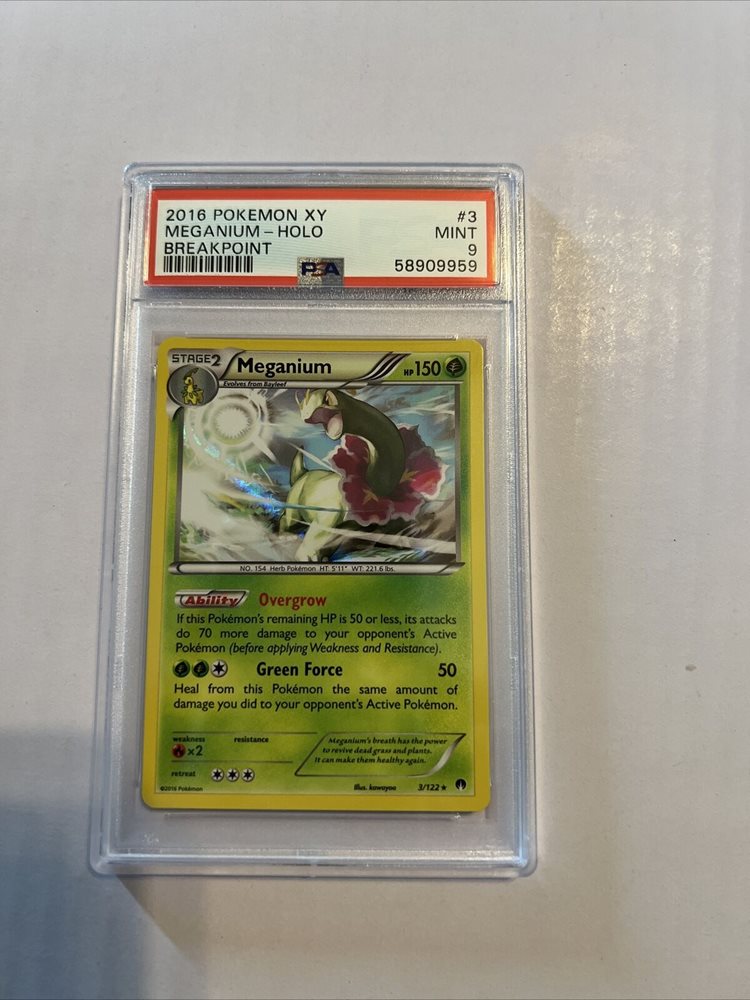 2016 POKEMON XY #3
MEGANIUM - HOLO MINT
BREAKPOINT 9
PSA 58909959
STAGE2 Meganium HP150
Evolves from Bayleef
NO. 154 Herb Pokémon HT: 5'11" WT: 221.6 lbs.
Ability Overgrow
If this Pokémon's remaining HP is 50 or less, its attacks
do 70 more damage to your opponent's Active
Pokémon (before applying Weakness and Resistance).
Green Force 50
Heal from this Pokémon the same amount of
damage you did to your opponent's Active Pokémon.
weakness resistance
×2
retreat
Meganium's breath has the power
to revive dead grass and plants.
It can make them healthy again.
©2016 Pokémon Illus. kawayoo 3/122